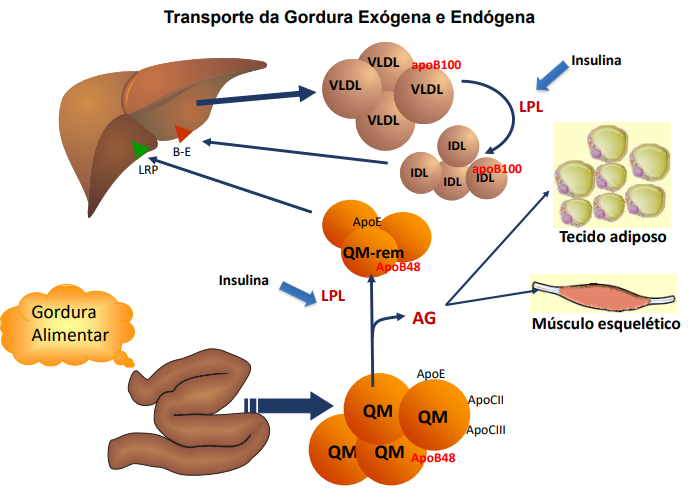 Transporte da Gordura Exógena e Endógena
VLDL
apoB100
VLDL
VLDL
VLDL
Insulina
LPL
B-E
LRP
IDL
apoB100
IDL
IDL
IDL
Tecido adiposo
ApoE
QM-rem
ApoB48
Insulina
LPL
AG
Músculo esquelético
Gordura
Alimentar
ApoE
ApoCII
QM
QM
ApoCIII
QM
QM
ApoB48